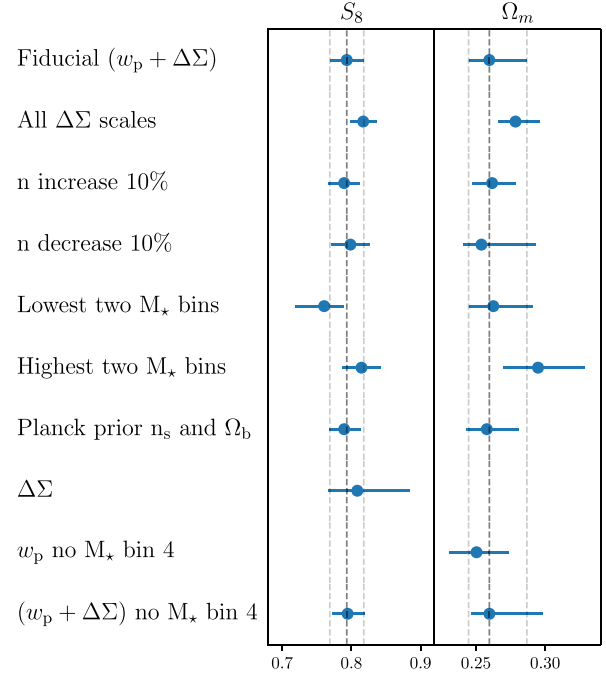 S₈ Ωₘ
Fiducial (wₚ + ΔΣ)
All ΔΣ scales
n increase 10%
n decrease 10%
Lowest two M⋆ bins
Highest two M⋆ bins
Planck prior nₛ and Ω_b
ΔΣ
wₚ no M⋆ bin 4
(wₚ + ΔΣ) no M⋆ bin 4
0.7 0.8 0.9 0.25 0.30